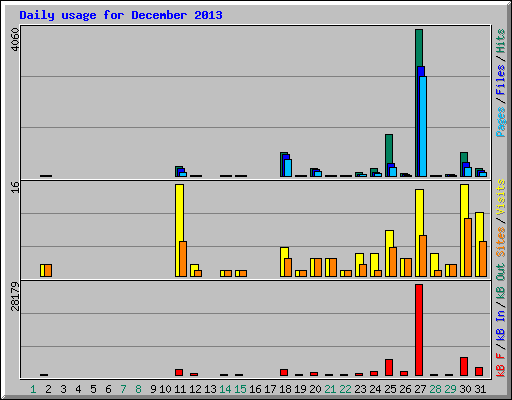 Daily usage for December 2013
4060
Pages / Files / Hits
16
Sites / Visits
28179
kB F / kB In / kB Out
1 2 3 4 5 6 7 8 9 10 11 12 13 14 15 16 17 18 19 20 21 22 23 24 25 26 27 28 29 30 31